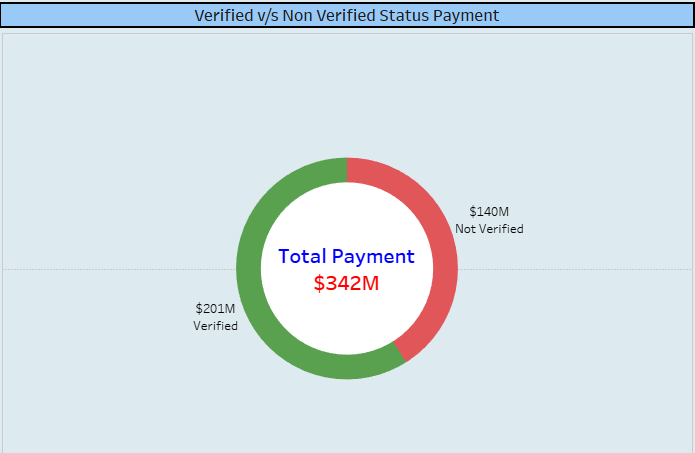 Verified v/s Non Verified Status Payment
$140M
Not Verified
Total Payment
$342M
$201M
Verified